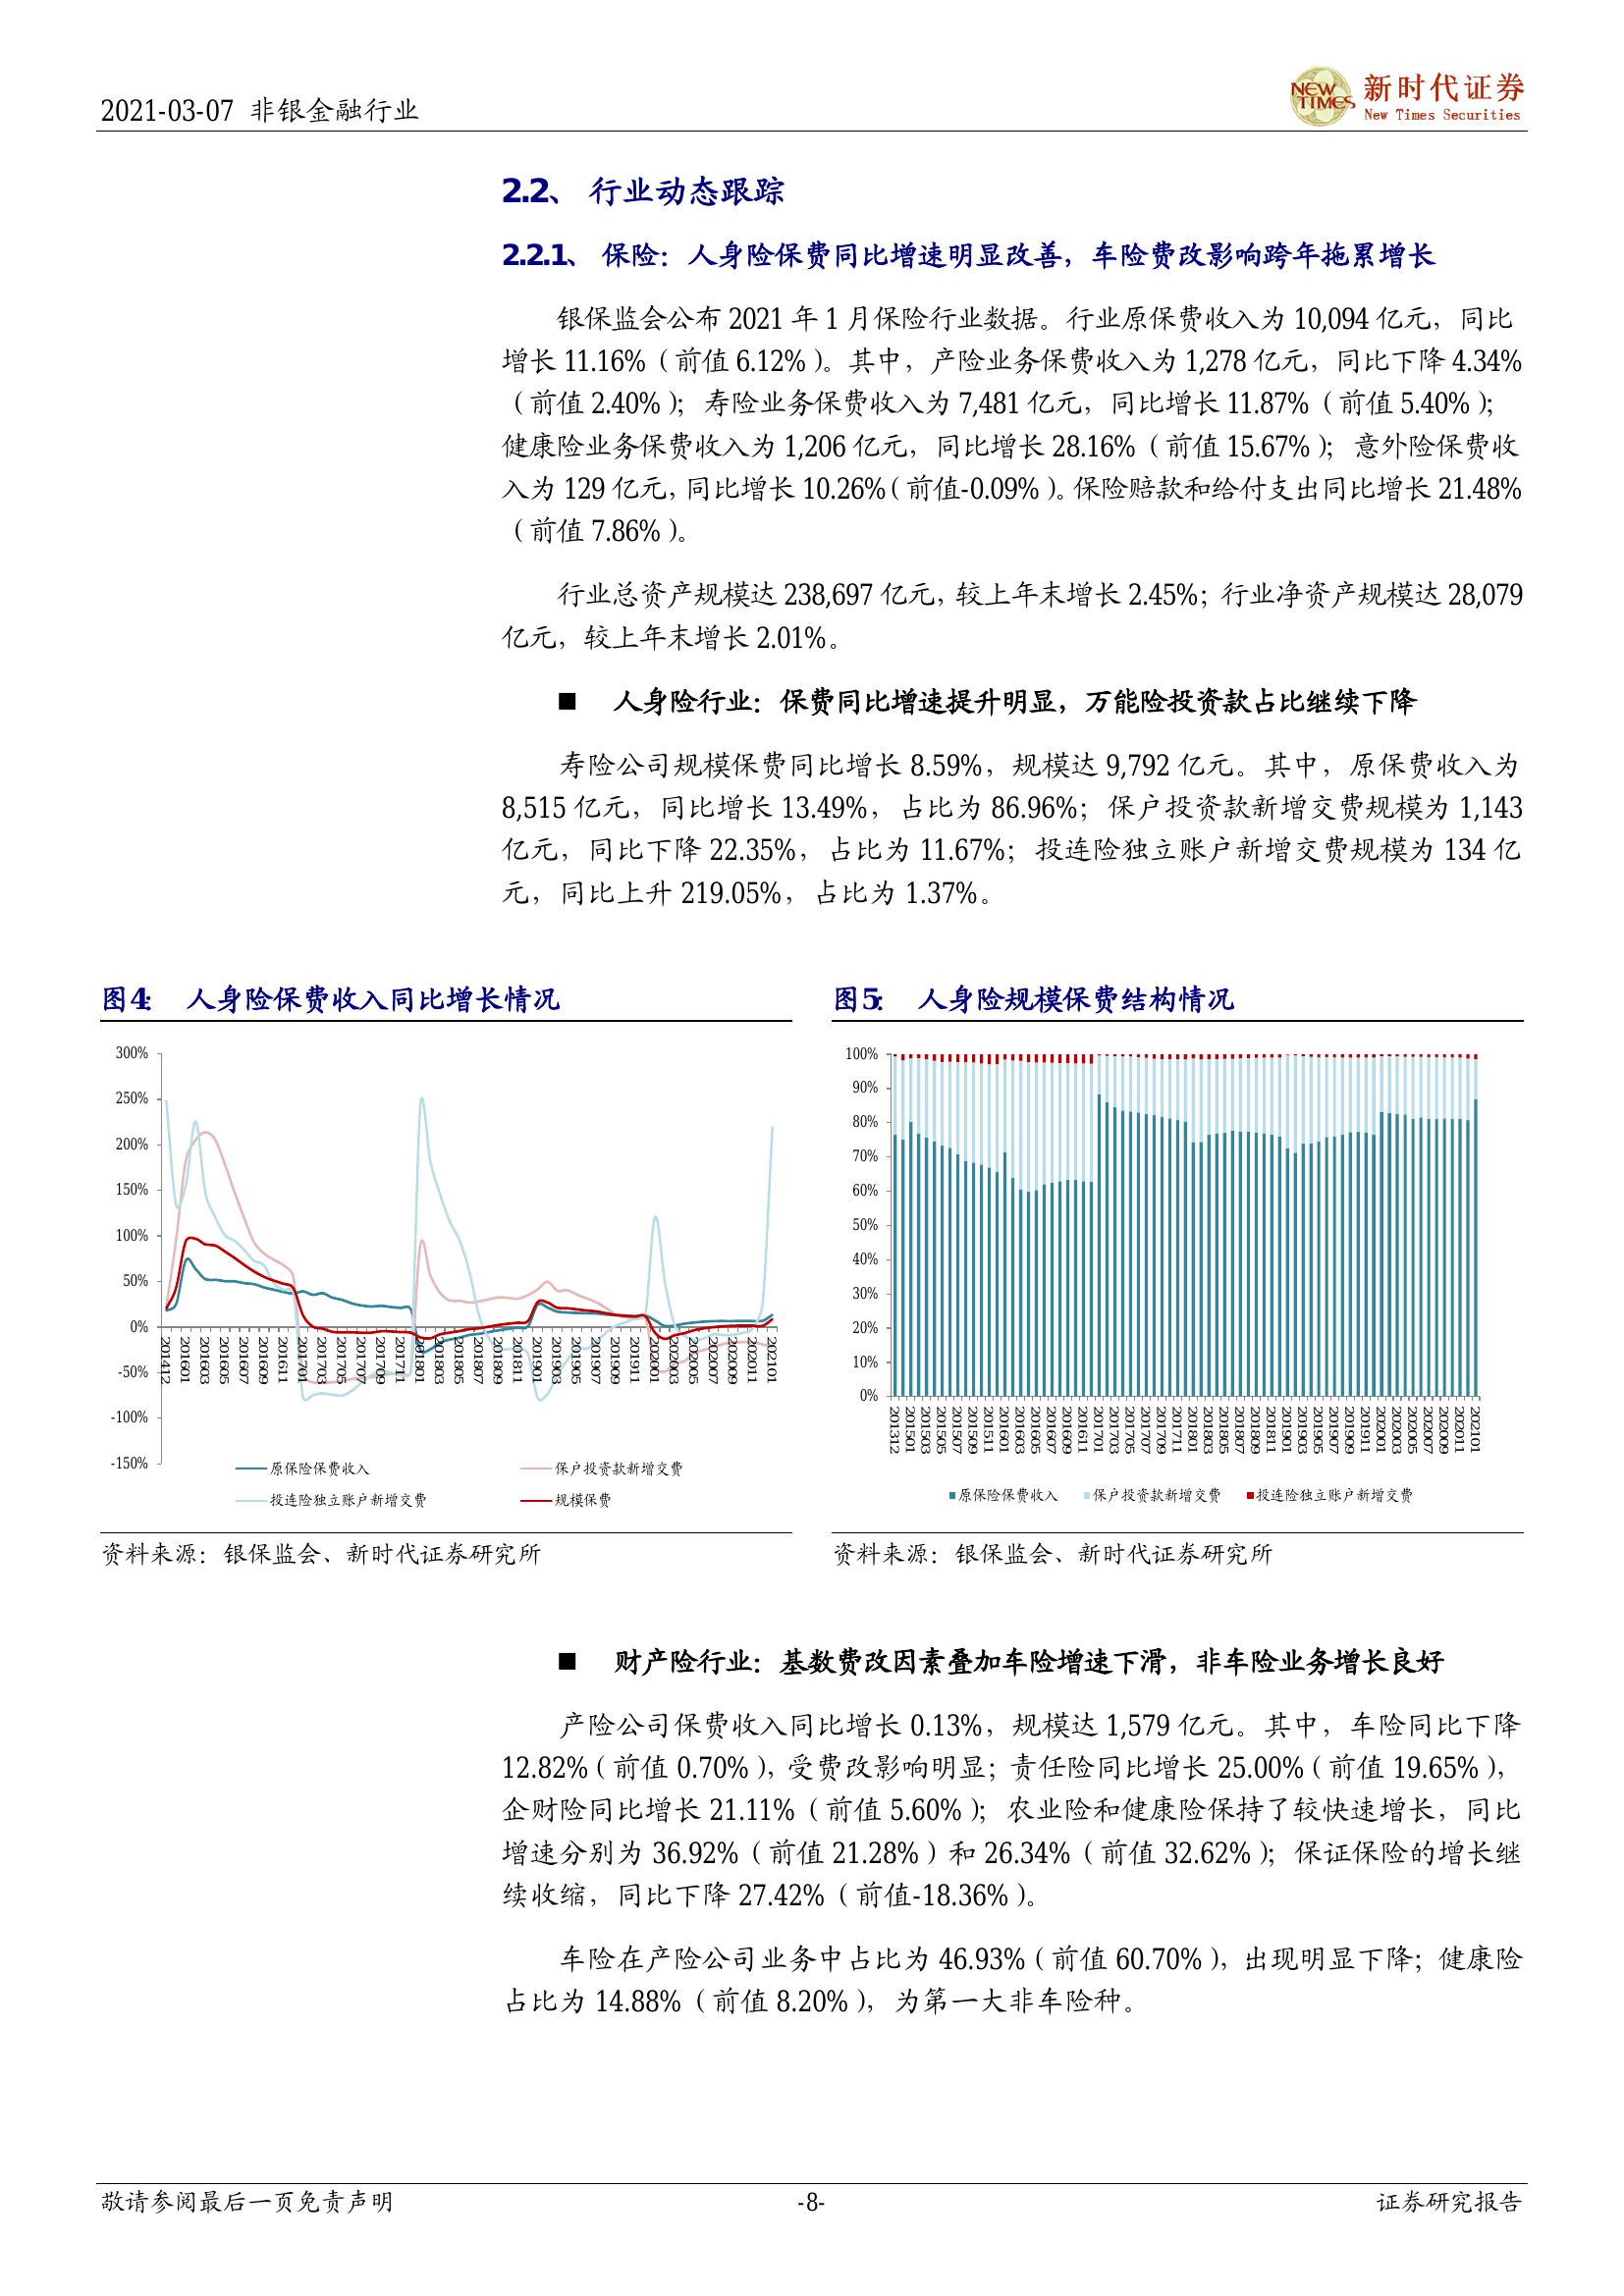 2021-03-07 非银金融行业
NEW TIMES
新时代证券
New Times Securities
2.2、 行业动态跟踪
2.2.1、 保险：人身险保费同比增速明显改善，车险费改影响跨年拖累增长
银保监会公布 2021 年 1 月保险行业数据。行业原保费收入为 10,094 亿元，同比
增长 11.16%（前值 6.12%）。其中，产险业务保费收入为 1,278 亿元，同比下降 4.34%
（前值 2.40%）；寿险业务保费收入为 7,481 亿元，同比增长 11.87%（前值 5.40%）；
健康险业务保费收入为 1,206 亿元，同比增长 28.16%（前值 15.67%）；意外险保费收
入为 129 亿元，同比增长 10.26%（前值-0.09%）。保险赔款和给付支出同比增长 21.48%
（前值 7.86%）。
行业总资产规模达 238,697 亿元，较上年末增长 2.45%；行业净资产规模达 28,079
亿元，较上年末增长 2.01%。
■ 人身险行业：保费同比增速提升明显，万能险投资款占比继续下降
寿险公司规模保费同比增长 8.59%，规模达 9,792 亿元。其中，原保费收入为
8,515 亿元，同比增长 13.49%，占比为 86.96%；保户投资款新增交费规模为 1,143
亿元，同比下降 22.35%，占比为 11.67%；投连险独立账户新增交费规模为 134 亿
元，同比上升 219.05%，占比为 1.37%。
图4： 人身险保费收入同比增长情况
300%
250%
200%
150%
100%
50%
0%
-50%
-100%
-150%
201412 201601 201603 201605 201607 201609 201611 201701 201703 201705 201707 201709 201711 201801 201803 201805 201807 201809 201811 201901 201903 201905 201907 201909 201911 202001 202003 202005 202007 202009 202011 202101
原保险保费收入 保户投资款新增交费
投连险独立账户新增交费 规模保费
资料来源：银保监会、新时代证券研究所
图5： 人身险规模保费结构情况
100%
90%
80%
70%
60%
50%
40%
30%
20%
10%
0%
201312 201501 201503 201505 201507 201509 201511 201601 201603 201605 201607 201609 201611 201701 201703 201705 201707 201709 201711 201801 201803 201805 201807 201809 201811 201901 201903 201905 201907 201909 201911 202001 202003 202005 202007 202009 202011 202101
原保险保费收入 保户投资款新增交费 投连险独立账户新增交费
资料来源：银保监会、新时代证券研究所
■ 财产险行业：基数费改因素叠加车险增速下滑，非车险业务增长良好
产险公司保费收入同比增长 0.13%，规模达 1,579 亿元。其中，车险同比下降
12.82%（前值 0.70%），受费改影响明显；责任险同比增长 25.00%（前值 19.65%），
企财险同比增长 21.11%（前值 5.60%）；农业险和健康险保持了较快速增长，同比
增速分别为 36.92%（前值 21.28%）和 26.34%（前值 32.62%）；保证保险的增长继
续收缩，同比下降 27.42%（前值-18.36%）。
车险在产险公司业务中占比为 46.93%（前值 60.70%），出现明显下降；健康险
占比为 14.88%（前值 8.20%），为第一大非车险种。
敬请参阅最后一页免责声明
-8-
证券研究报告